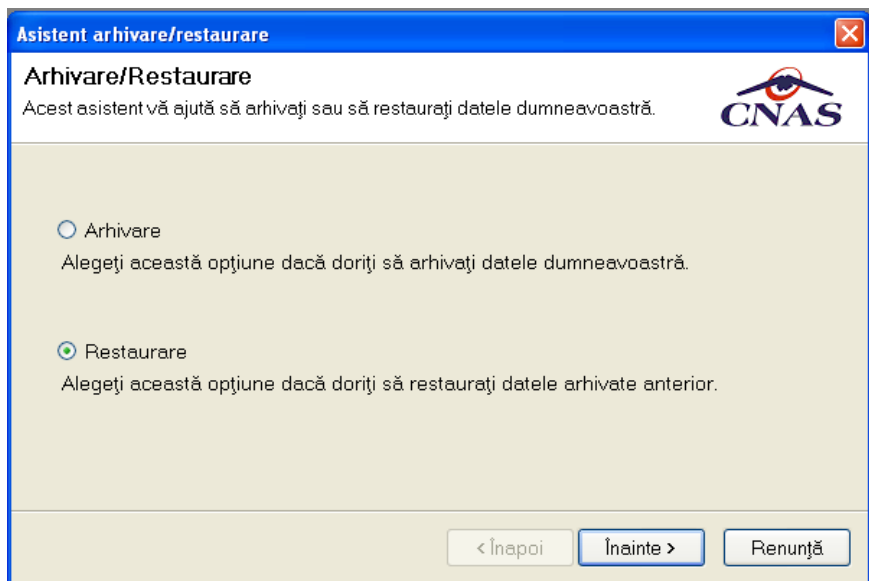 Asistent arhivare/restaurare
Arhivare/Restaurare
Acest asistent vă ajută să arhivaţi sau să restauraţi datele dumneavoastră.
CNAS
Arhivare
Alegeţi această opţiune dacă doriţi să arhivaţi datele dumneavoastră.
Restaurare
Alegeţi această opţiune dacă doriţi să restauraţi datele arhivate anterior.
< Înapoi Înainte > Renunţă